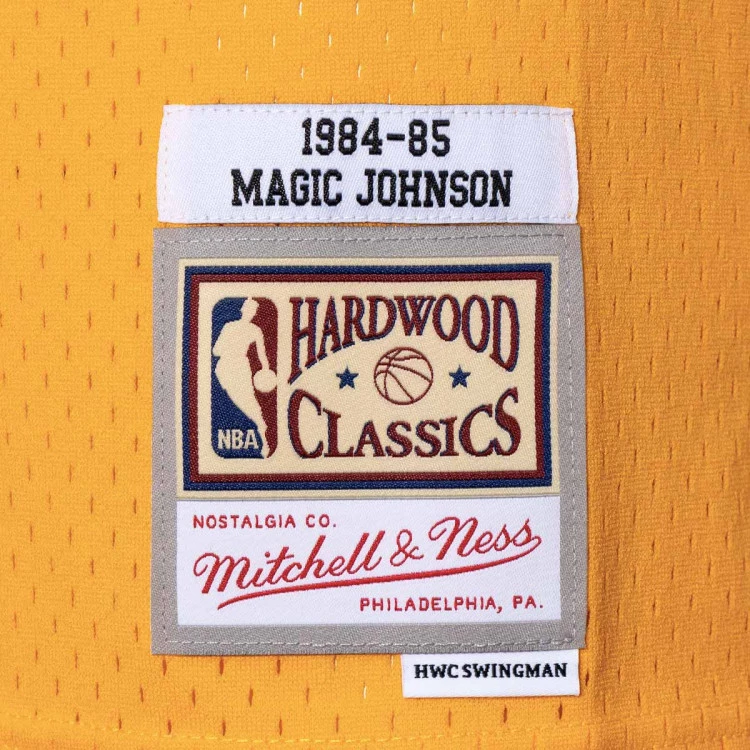 1984-85
MAGIC JOHNSON
HARDWOOD
NBA
CLASSICS
NOSTALGIA CO.
Mitchell & Ness
PHILADELPHIA, PA.
HWC SWINGMAN